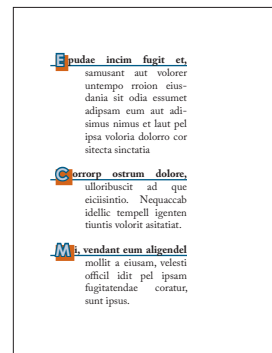 Epudae incim fugit et,
samusant aut volorer
untempo rroion eius-
dania sit odia essumet
adipsam eum aut adi-
simus nimus et laut pel
ipsa voloria dolorro cor
sitecta sinctatia
Corrorp ostrum dolore,
ulloribuscit ad que
eiciisintio. Nequaccab
idellic tempell igenten
tiuntis volorit asitatiat.
Mi, vendant eum aligendel
mollit a eiusam, velesti
officil idit pel ipsam
fugitatendae coratur,
sunt ipsus.